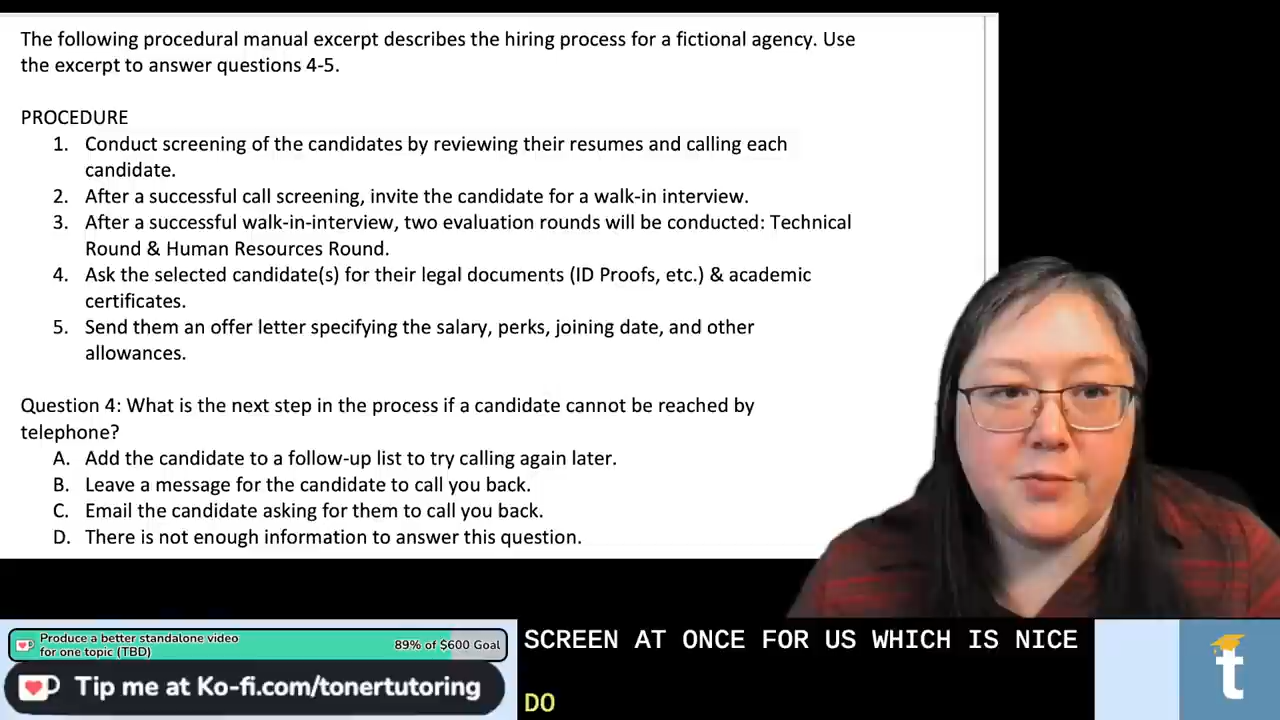 The following procedural manual excerpt describes the hiring process for a fictional agency. Use
the excerpt to answer questions 4-5.
PROCEDURE
1. Conduct screening of the candidates by reviewing their resumes and calling each
candidate.
2. After a successful call screening, invite the candidate for a walk-in interview.
3. After a successful walk-in-interview, two evaluation rounds will be conducted: Technical
Round & Human Resources Round.
4. Ask the selected candidate(s) for their legal documents (ID Proofs, etc.) & academic
certificates.
5. Send them an offer letter specifying the salary, perks, joining date, and other
allowances.
Question 4: What is the next step in the process if a candidate cannot be reached by
telephone?
A. Add the candidate to a follow-up list to try calling again later.
B. Leave a message for the candidate to call you back.
C. Email the candidate asking for them to call you back.
D. There is not enough information to answer this question.
Produce a better standalone video
for one topic (TBD)
89% of $600 Goal
Tip me at Ko-fi.com/tonertutoring
SCREEN AT ONCE FOR US WHICH IS NICE
DO
t